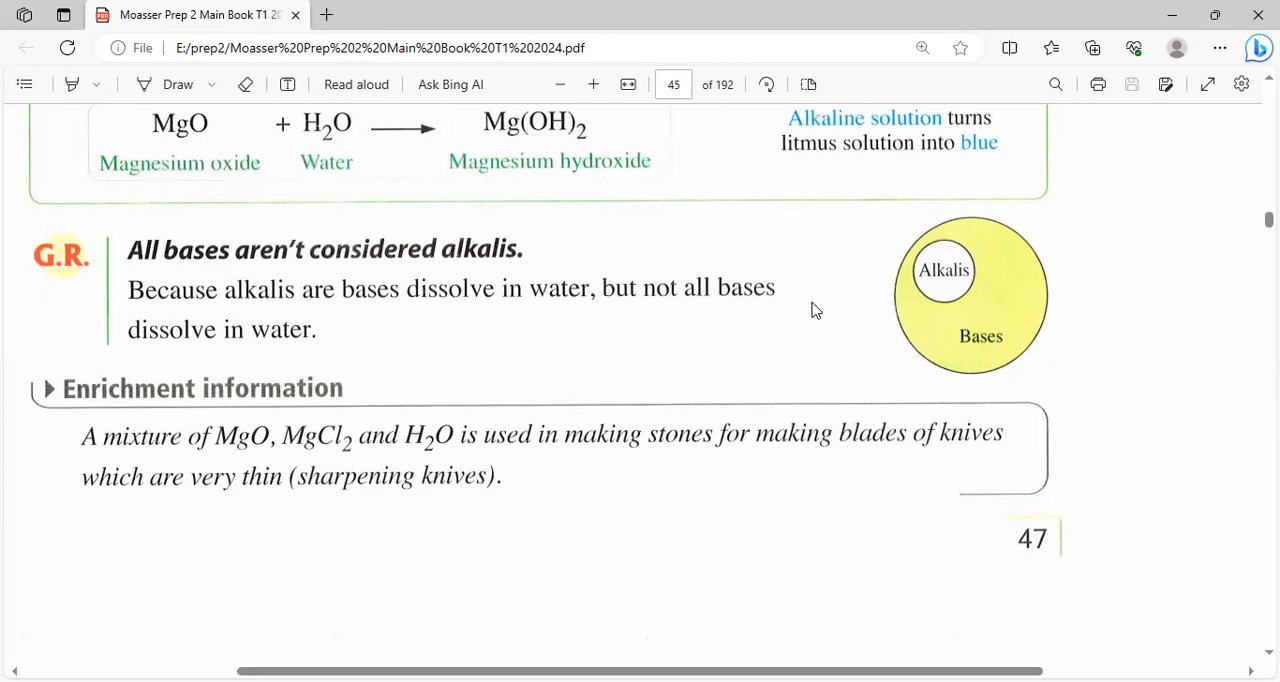 Moasser Prep 2 Main Book T1 20
File E:/prep2/Moasser%20Prep%202%20Main%20Book%20T1%202024.pdf
Draw Read aloud Ask Bing AI 45 of 192
MgO + H₂O ⟶ Mg(OH)₂
Magnesium oxide Water Magnesium hydroxide
Alkaline solution turns
litmus solution into blue
G.R. All bases aren't considered alkalis.
Because alkalis are bases dissolve in water, but not all bases
dissolve in water.
Alkalis
Bases
Enrichment information
A mixture of MgO, MgCl₂ and H₂O is used in making stones for making blades of knives
which are very thin (sharpening knives).
47